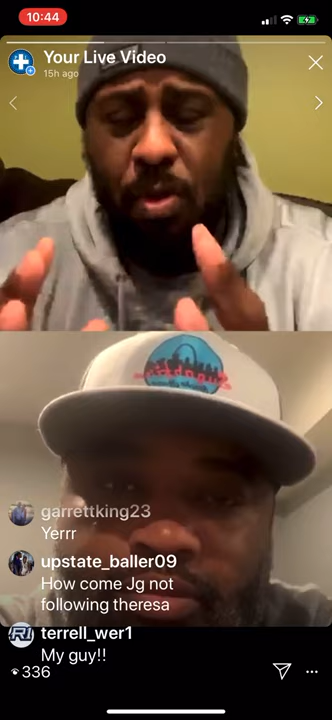 10:44
Your Live Video
15h ago
garrettking23
Yerrr
upstate_baller09
How come Jg not
following theresa
terrell_wer1
My guy!!
336